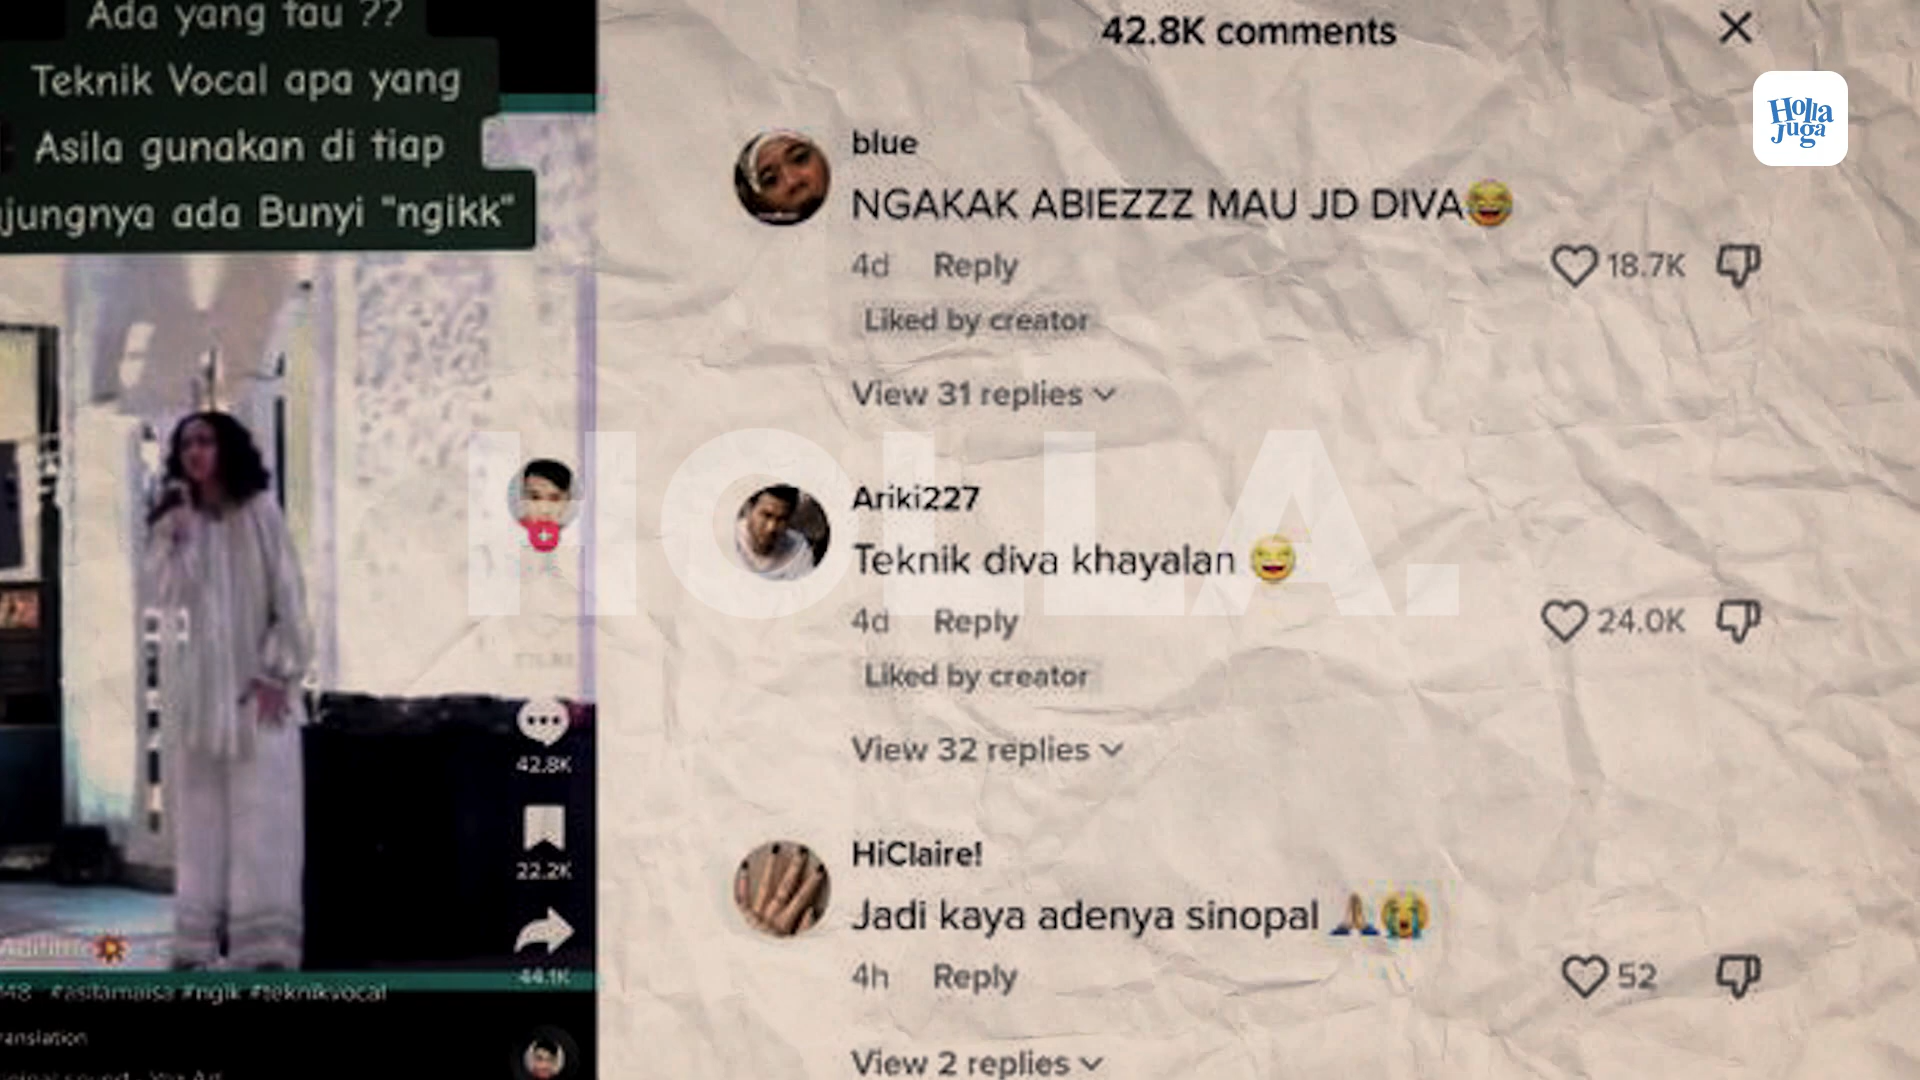 Ada yang tau ??
Teknik Vocal apa yang
Asila gunakan di tiap
ujungnya ada Bunyi "ngikk"
42.8K
22.2K
44.1K
#asilamaisa #ngik #teknikvocal
42.8K comments
Holla
juga
blue
NGAKAK ABIEZZZ MAU JD DIVA😂
4d Reply
18.7K
Liked by creator
View 31 replies
HOLLA.
Ariki227
Teknik diva khayalan 😆
4d Reply
24.0K
Liked by creator
View 32 replies
HiClaire!
Jadi kaya adenya sinopal 🙏😭
4h Reply
52
View 2 replies